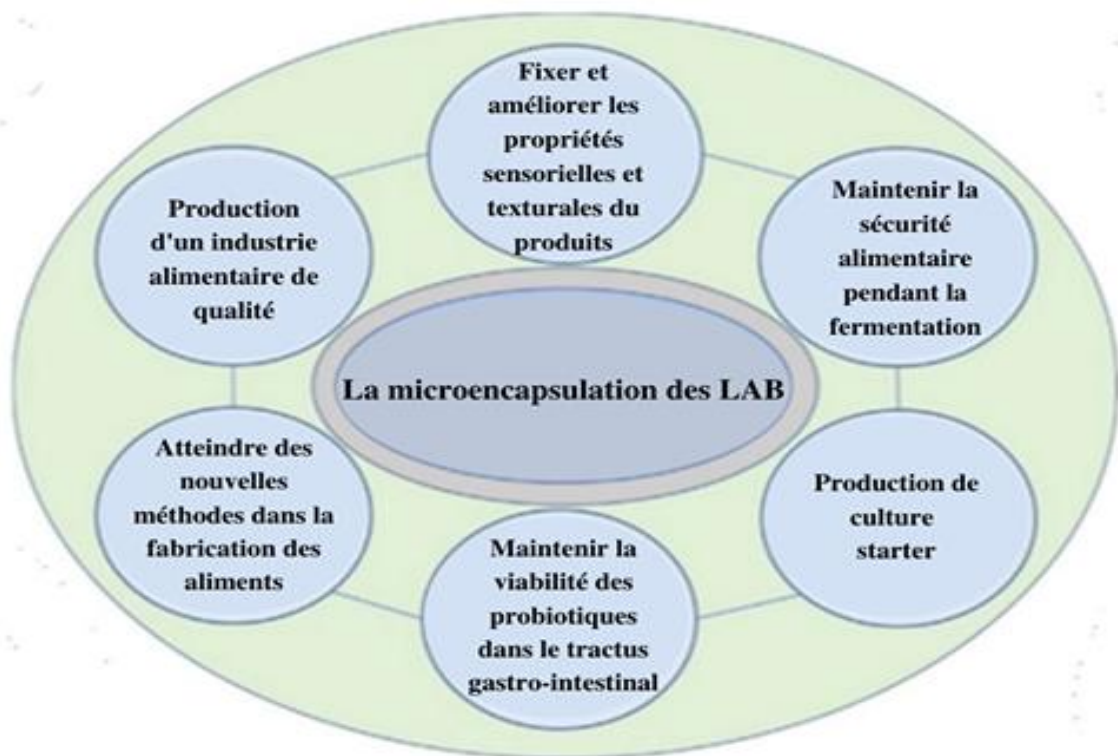 Fixer et
améliorer les
propriétés
sensorielles et
texturales du
produits
Production
d'un industrie
alimentaire de
qualité
Maintenir la
sécurité
alimentaire
pendant la
fermentation
La microencapsulation des LAB
Atteindre des
nouvelles
méthodes dans la
fabrication des
aliments
Production de
culture
starter
Maintenir la
viabilité des
probiotiques
dans le tractus
gastro-intestinal